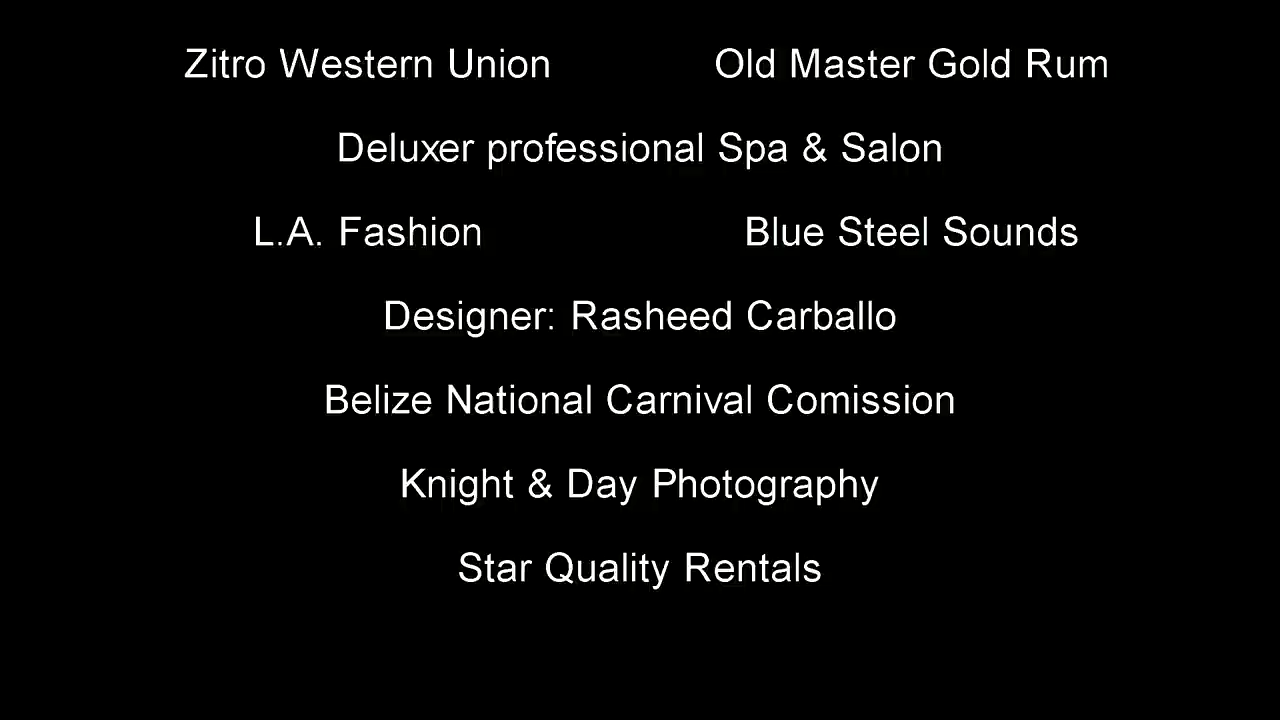 Zitro Western Union Old Master Gold Rum
Deluxer professional Spa & Salon
L.A. Fashion Blue Steel Sounds
Designer: Rasheed Carballo
Belize National Carnival Comission
Knight & Day Photography
Star Quality Rentals